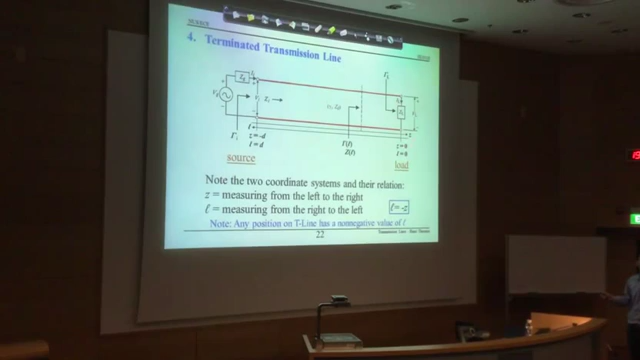 4. Terminated Transmission Line
z = -d
l = d
Γ(l)
Z(l)
z = 0
l = 0
source
load
Note the two coordinate systems and their relation:
z = measuring from the left to the right
ℓ = measuring from the right to the left
ℓ = -z
Note: Any position on T-Line has a nonnegative value of ℓ
22